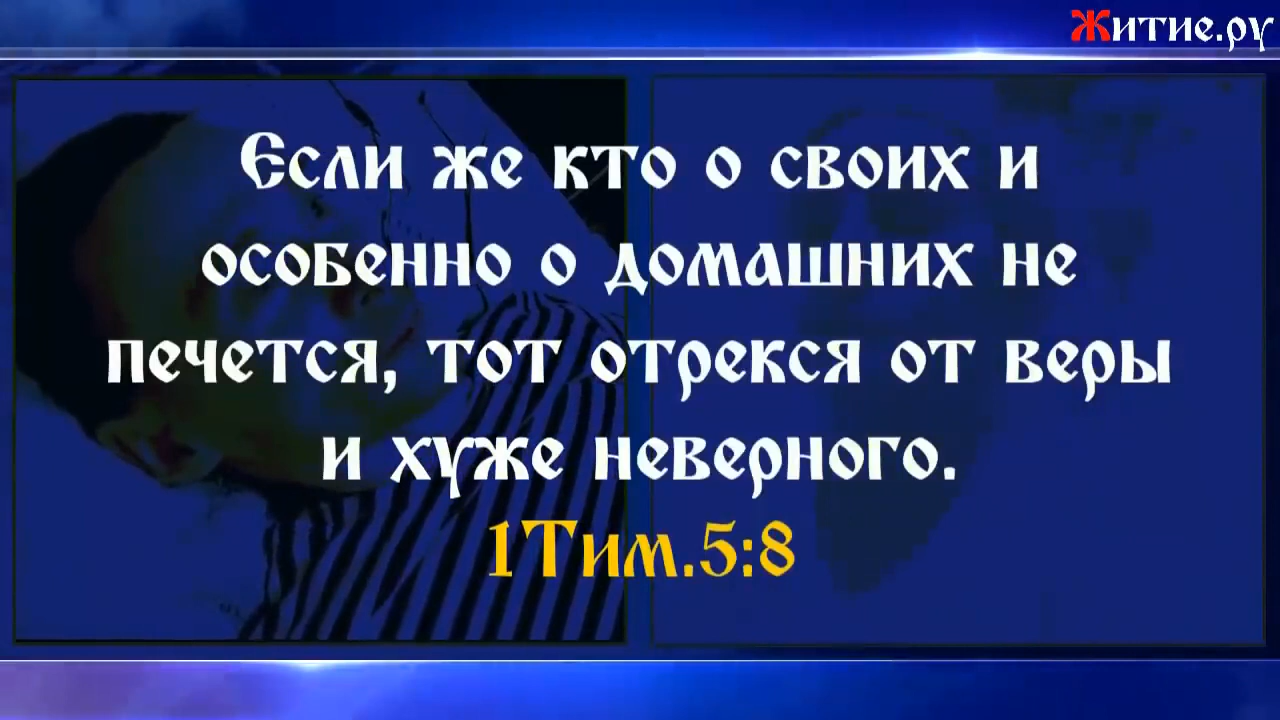 Житие.ру
Если же кто о своих и
особенно о домашних не
печется, тот отрекся от веры
и хуже неверного.
1Тим.5:8